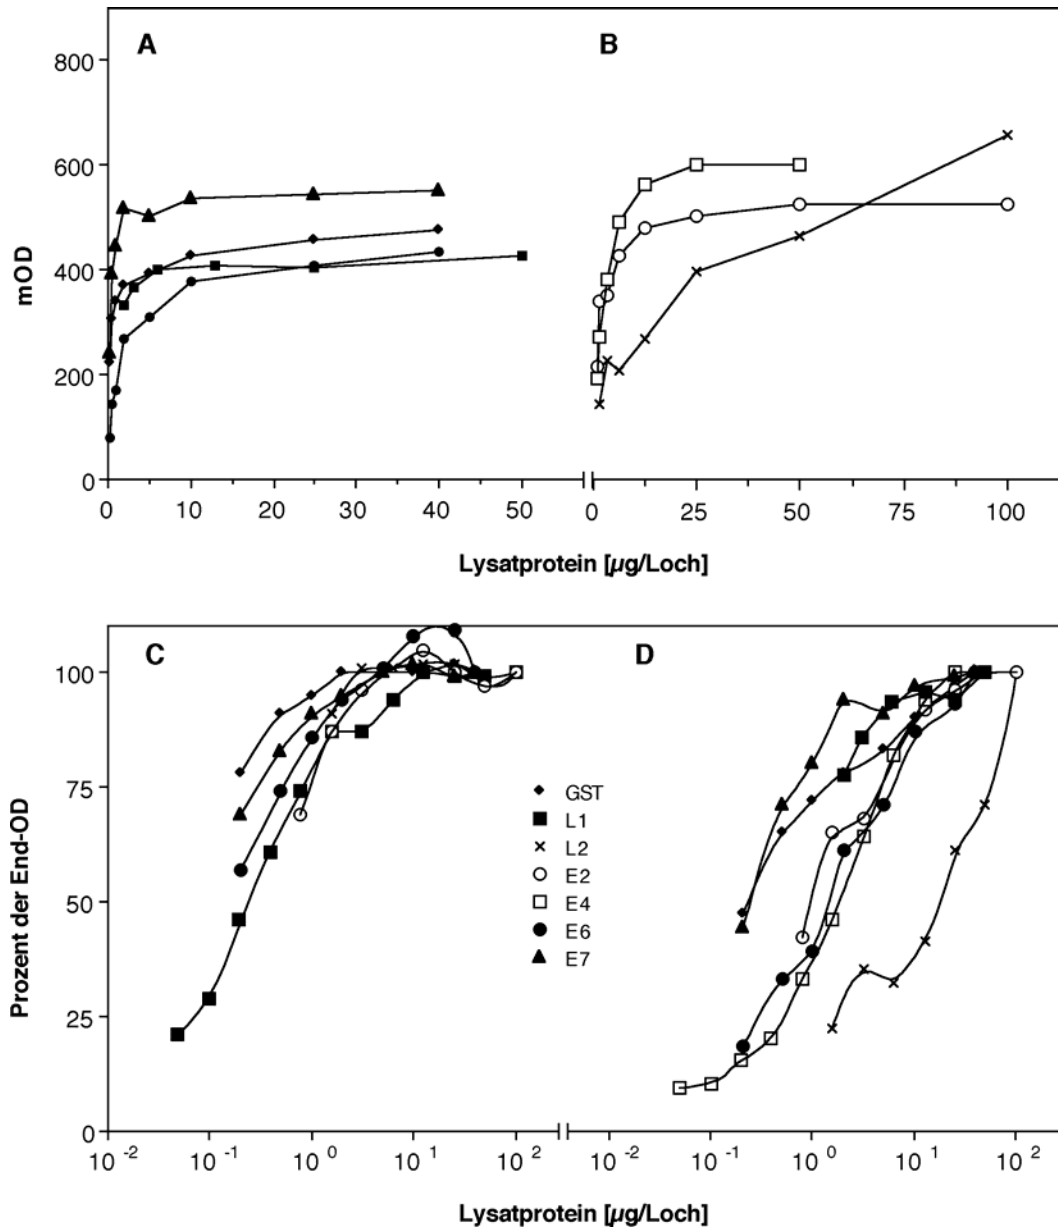 A
B
mOD
800
600
400
200
0
0 10 20 30 40 50
0 25 50 75 100
Lysatprotein [µg/Loch]
C
D
Prozent der End-OD
100
75
50
25
0
GST
L1
L2
E2
E4
E6
E7
10 -2 10 -1 10 0 10 1 10 2
10 -2 10 -1 10 0 10 1 10 2
Lysatprotein [µg/Loch]